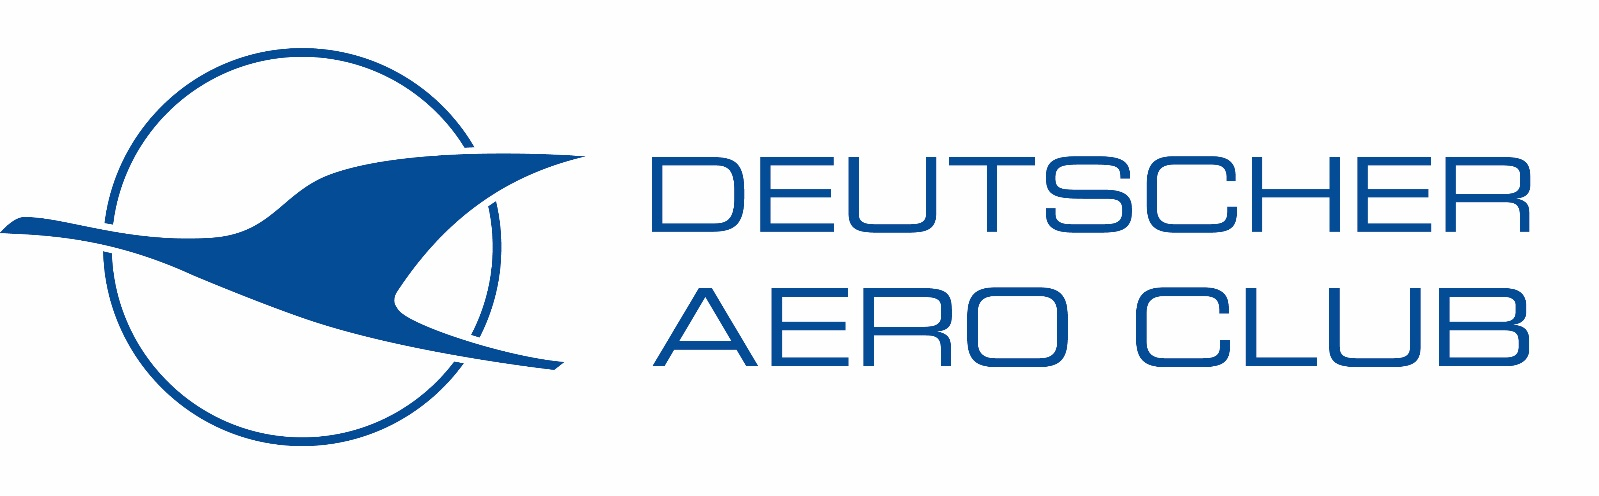 DEUTSCHER
AERO CLUB